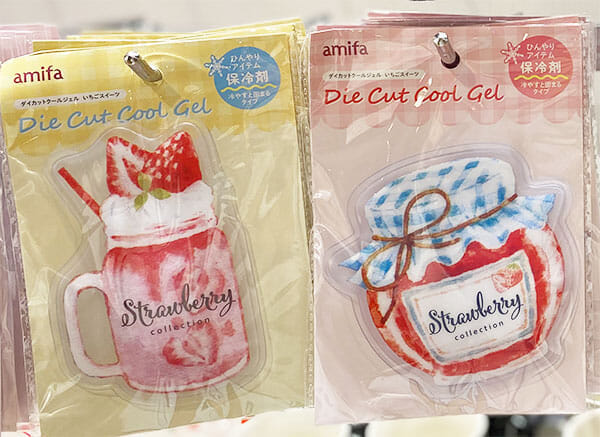 amifa
ひんやり
アイテム
保冷剤
冷やすと固まる
タイプ
ダイカットクールジェル いちごスイーツ
Die Cut Cool Gel
Strawberry
collection
amifa
ひんやり
アイテム
保冷剤
冷やすと固まる
タイプ
ダイカットクールジェル いちごスイーツ
Die Cut Cool Gel
Strawberry
collection